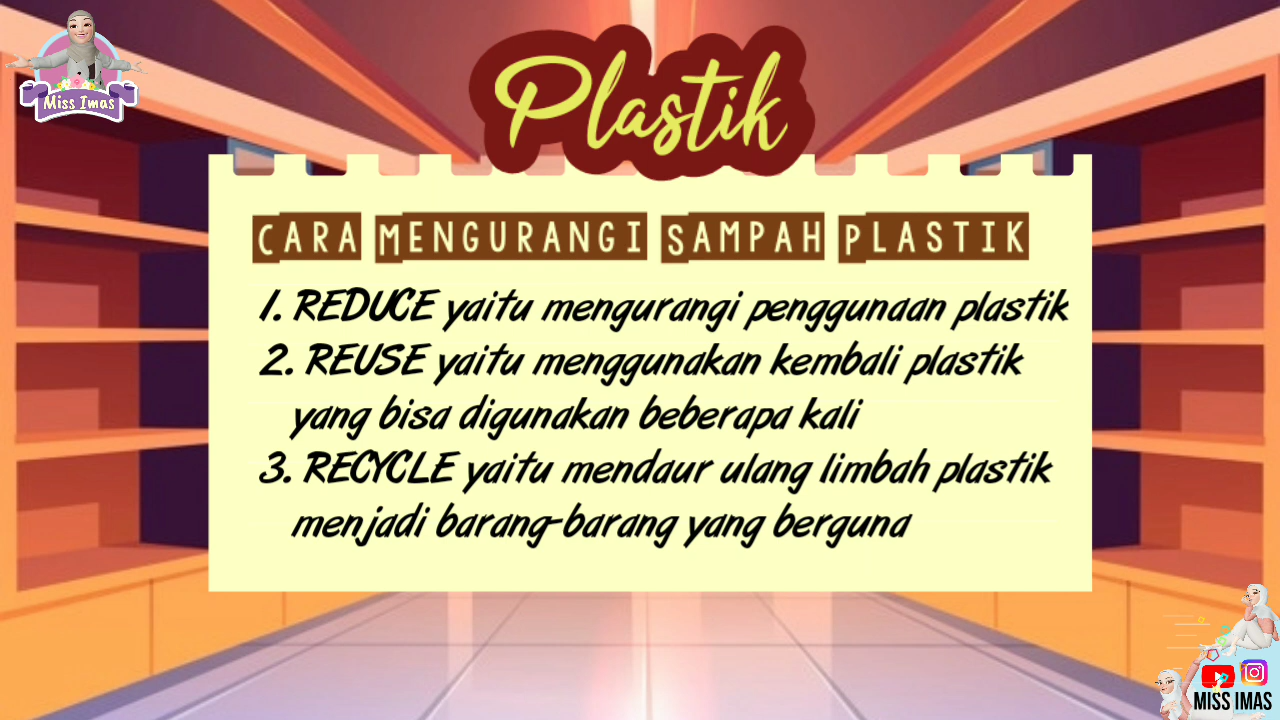 Miss Imas
Plastik
CARA MENGURANGI SAMPAH PLASTIK
1. REDUCE yaitu mengurangi penggunaan plastik
2. REUSE yaitu menggunakan kembali plastik
yang bisa digunakan beberapa kali
3. RECYCLE yaitu mendaur ulang limbah plastik
menjadi barang-barang yang berguna
MISS IMAS